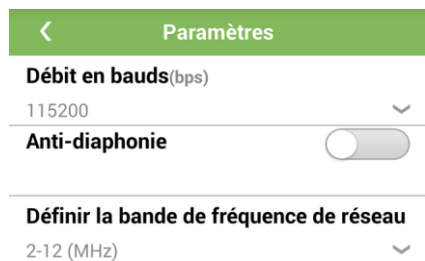 Paramètres
Débit en bauds(bps)
115200
Anti-diaphonie
Définir la bande de fréquence de réseau
2-12 (MHz)